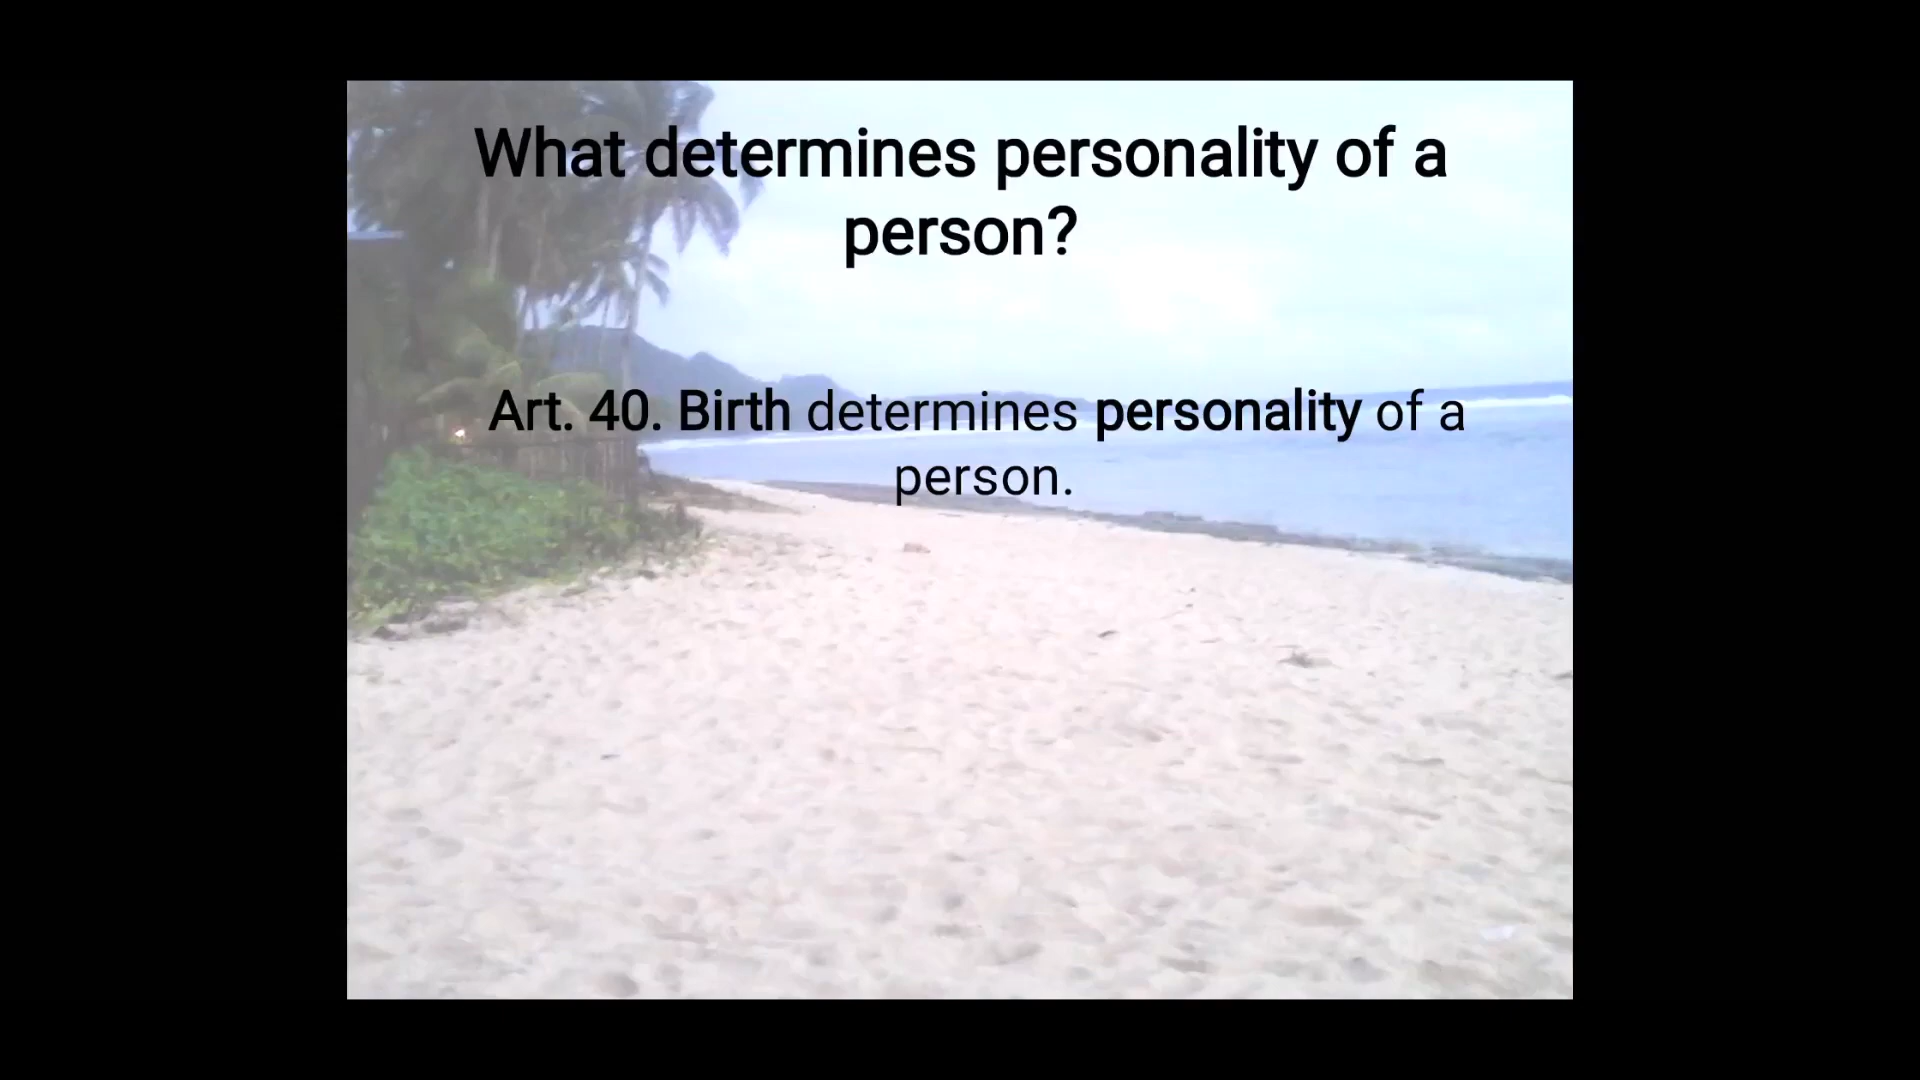 What determines personality of a
person?
Art. 40. Birth determines personality of a
person.